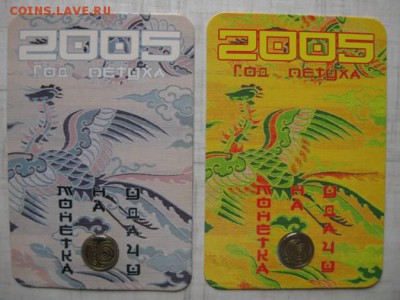 COINS.LAVE.RU
2005
ГОД ПЕТУХА
МОНЕТКА
НА
УДАЧУ
2005
ГОД ПЕТУХА
МОНЕТКА
НА
УДАЧУ